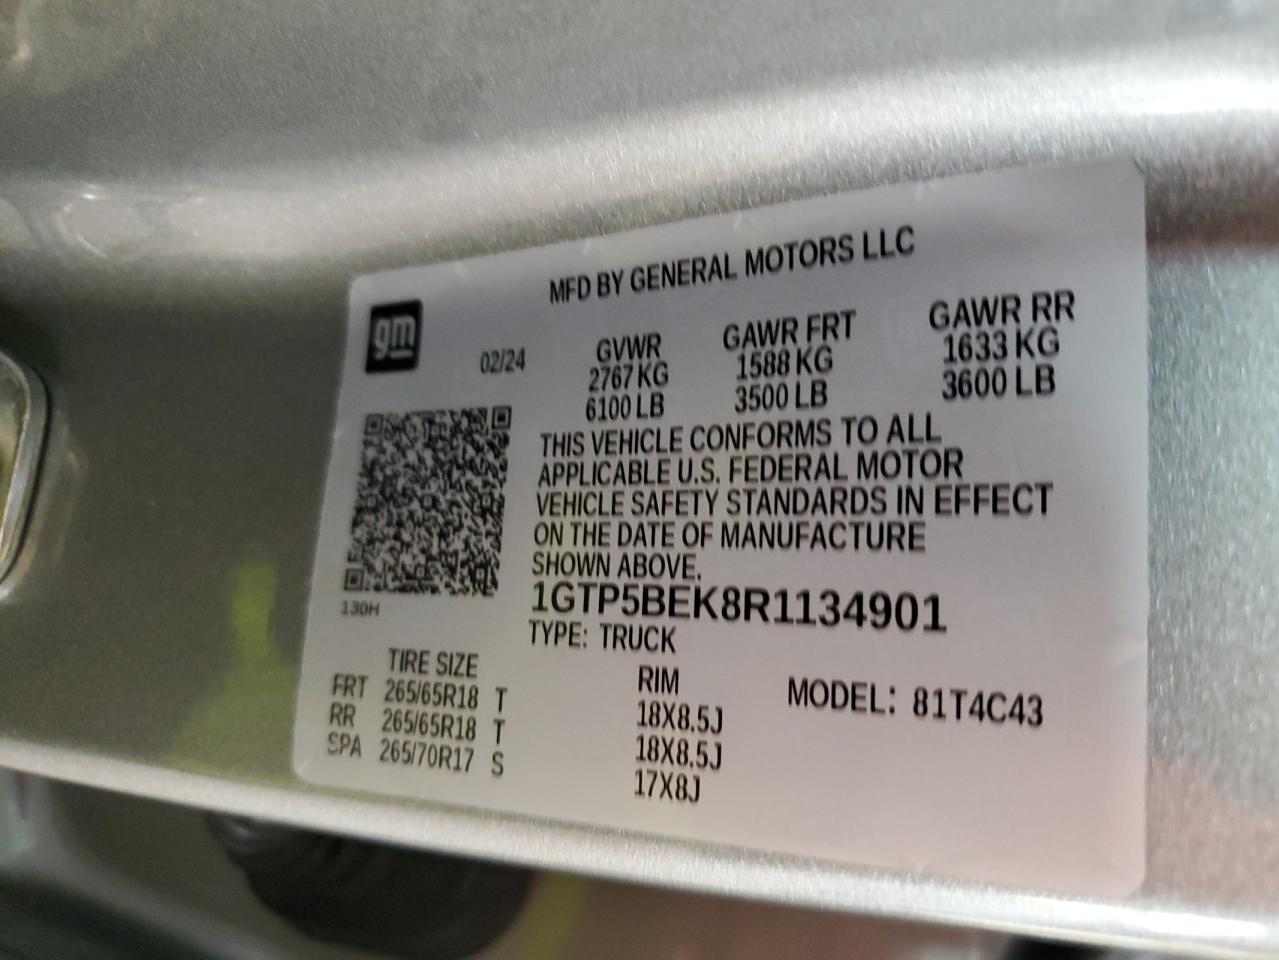 MFD BY GENERAL MOTORS LLC
gm
02/24
GVWR GAWR FRT GAWR RR
2767 KG 1588 KG 1633 KG
6100 LB 3500 LB 3600 LB
THIS VEHICLE CONFORMS TO ALL
APPLICABLE U.S. FEDERAL MOTOR
VEHICLE SAFETY STANDARDS IN EFFECT
ON THE DATE OF MANUFACTURE
SHOWN ABOVE.
130H
1GTP5BEK8R1134901
TYPE: TRUCK
TIRE SIZE RIM MODEL: 81T4C43
FRT 265/65R18 T 18X8.5J
RR 265/65R18 T 18X8.5J
SPA 265/70R17 S 17X8J